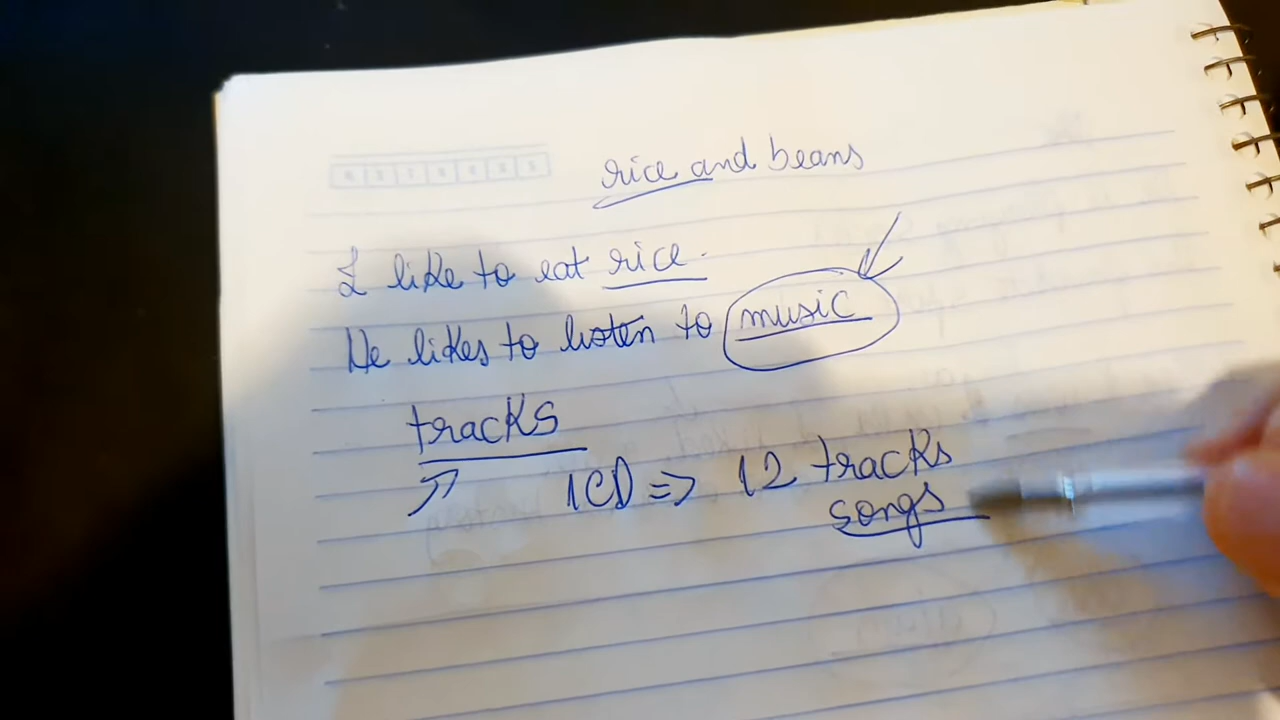 rice and beans
I like to eat rice.
He likes to listen to music
tracks
1CD => 12 tracks
songs